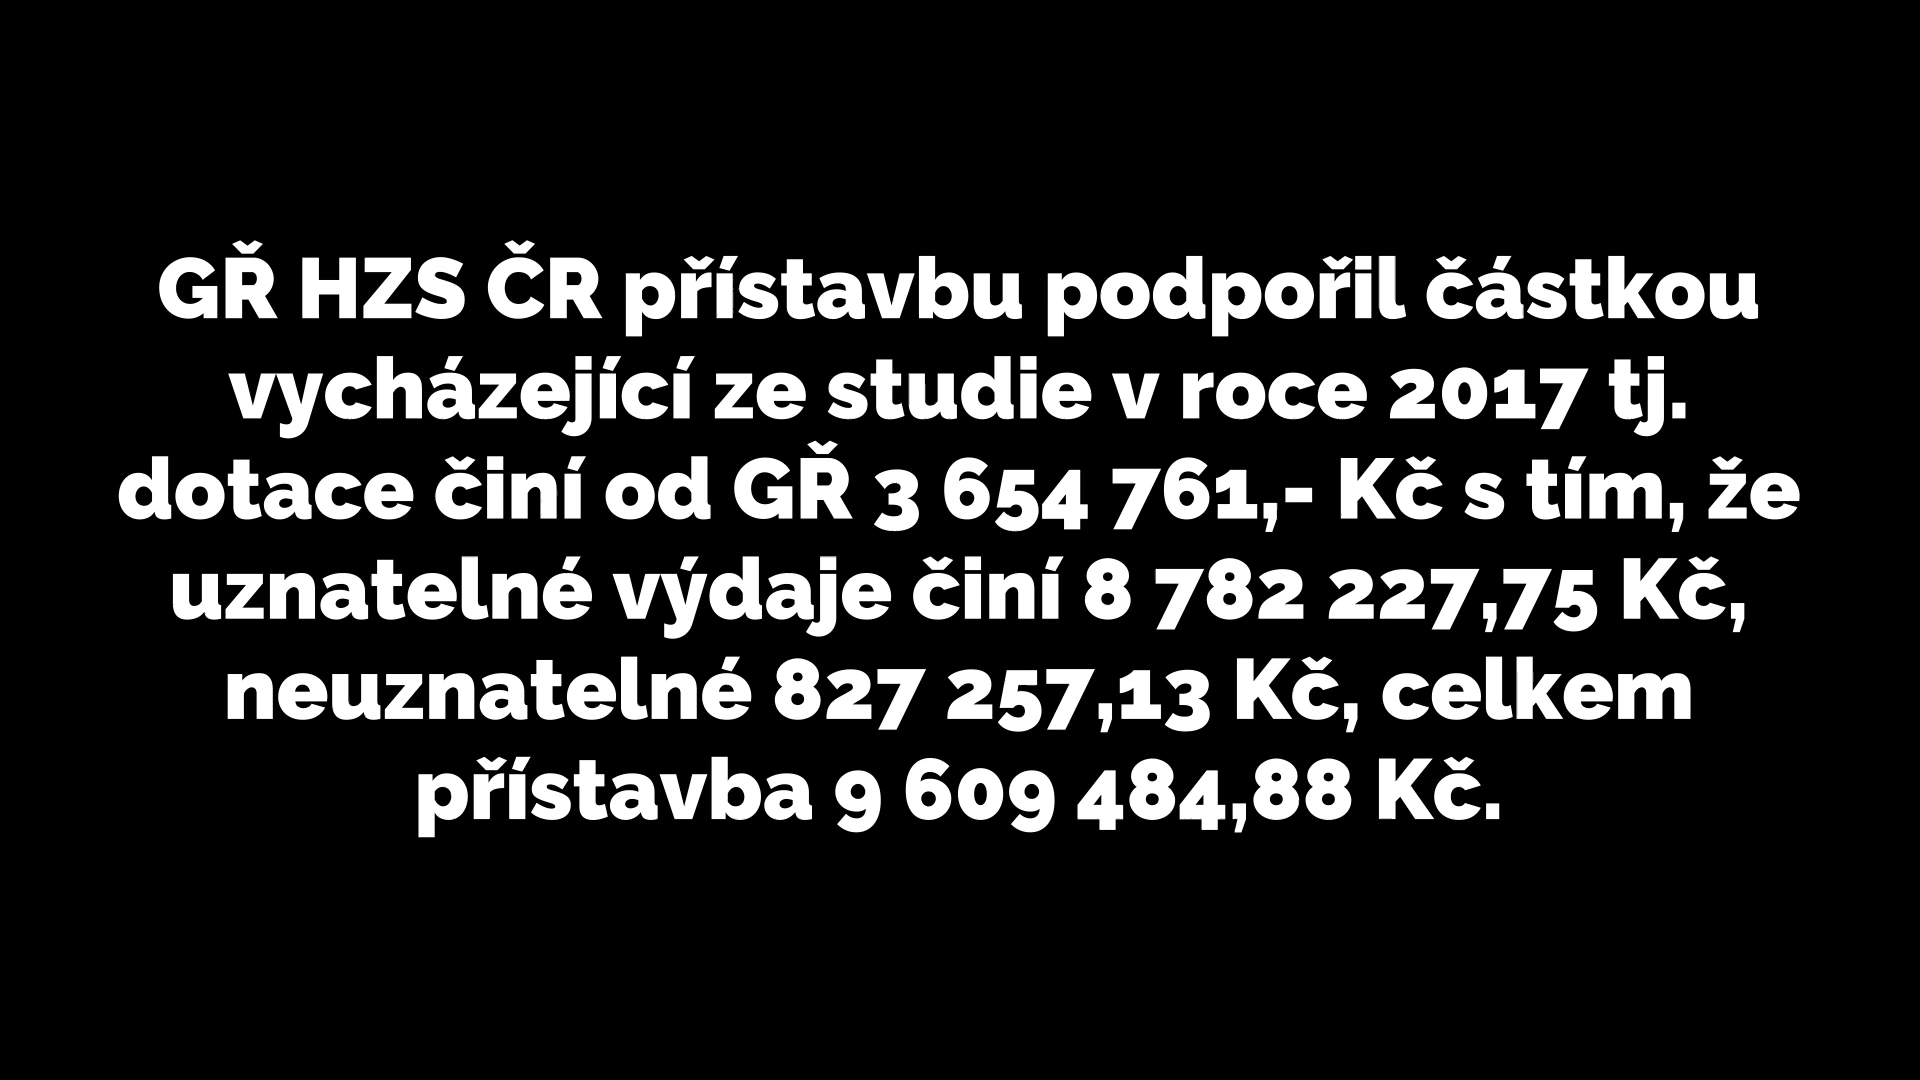 GŘ HZS ČR přístavbu podpořil částkou
vycházející ze studie v roce 2017 tj.
dotace činí od GŘ 3 654 761,- Kč s tím, že
uznatelné výdaje činí 8 782 227,75 Kč,
neuznatelné 827 257,13 Kč, celkem
přístavba 9 609 484,88 Kč.